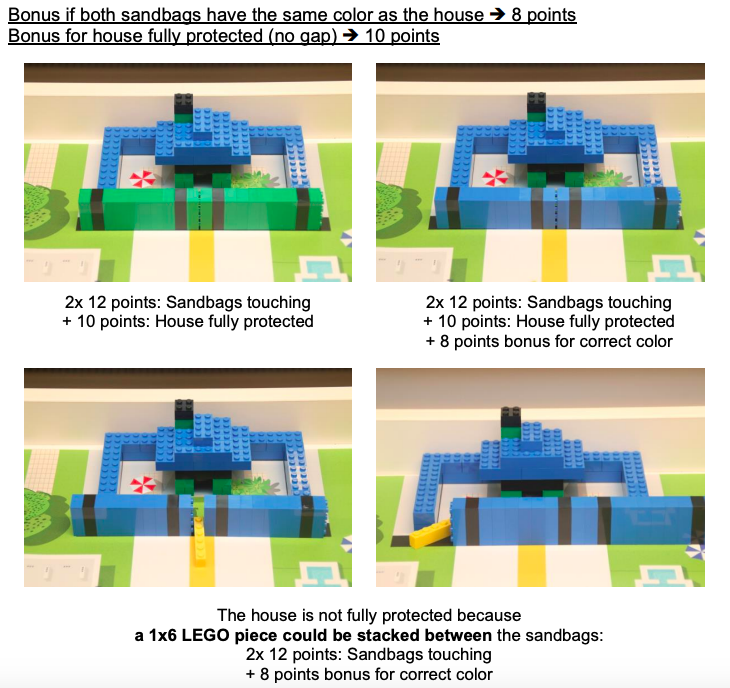 Bonus if both sandbags have the same color as the house ➔ 8 points
Bonus for house fully protected (no gap) ➔ 10 points
2x 12 points: Sandbags touching
+ 10 points: House fully protected
2x 12 points: Sandbags touching
+ 10 points: House fully protected
+ 8 points bonus for correct color
The house is not fully protected because
a 1x6 LEGO piece could be stacked between the sandbags:
2x 12 points: Sandbags touching
+ 8 points bonus for correct color